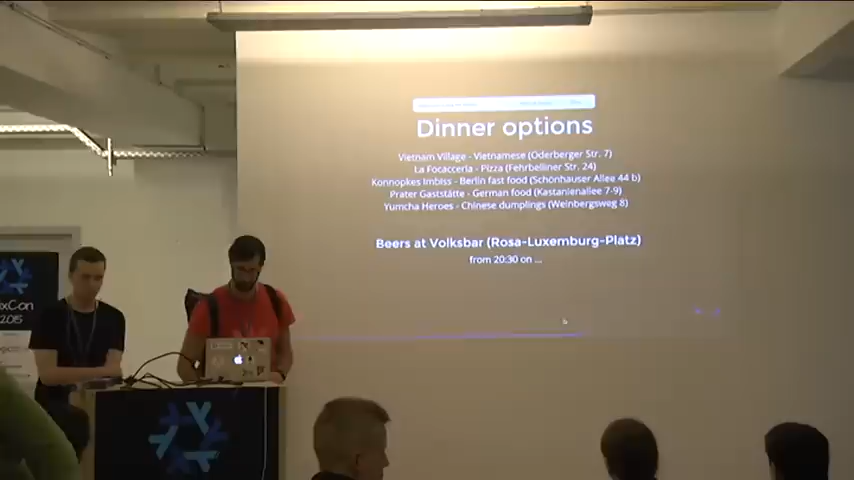 Dinner options
Vietnam Village - Vietnamese (Oderberger Str. 7)
La Focacceria - Pizza (Fehrbelliner Str. 24)
Konnopkes Imbiss - Berlin fast food (Schönhauser Allee 44 b)
Prater Gaststätte - German food (Kastanienallee 7-9)
Yumcha Heroes - Chinese dumplings (Weinbergsweg 8)
Beers at Volksbar (Rosa-Luxemburg-Platz)
from 20:30 on ...
ixCon
2015